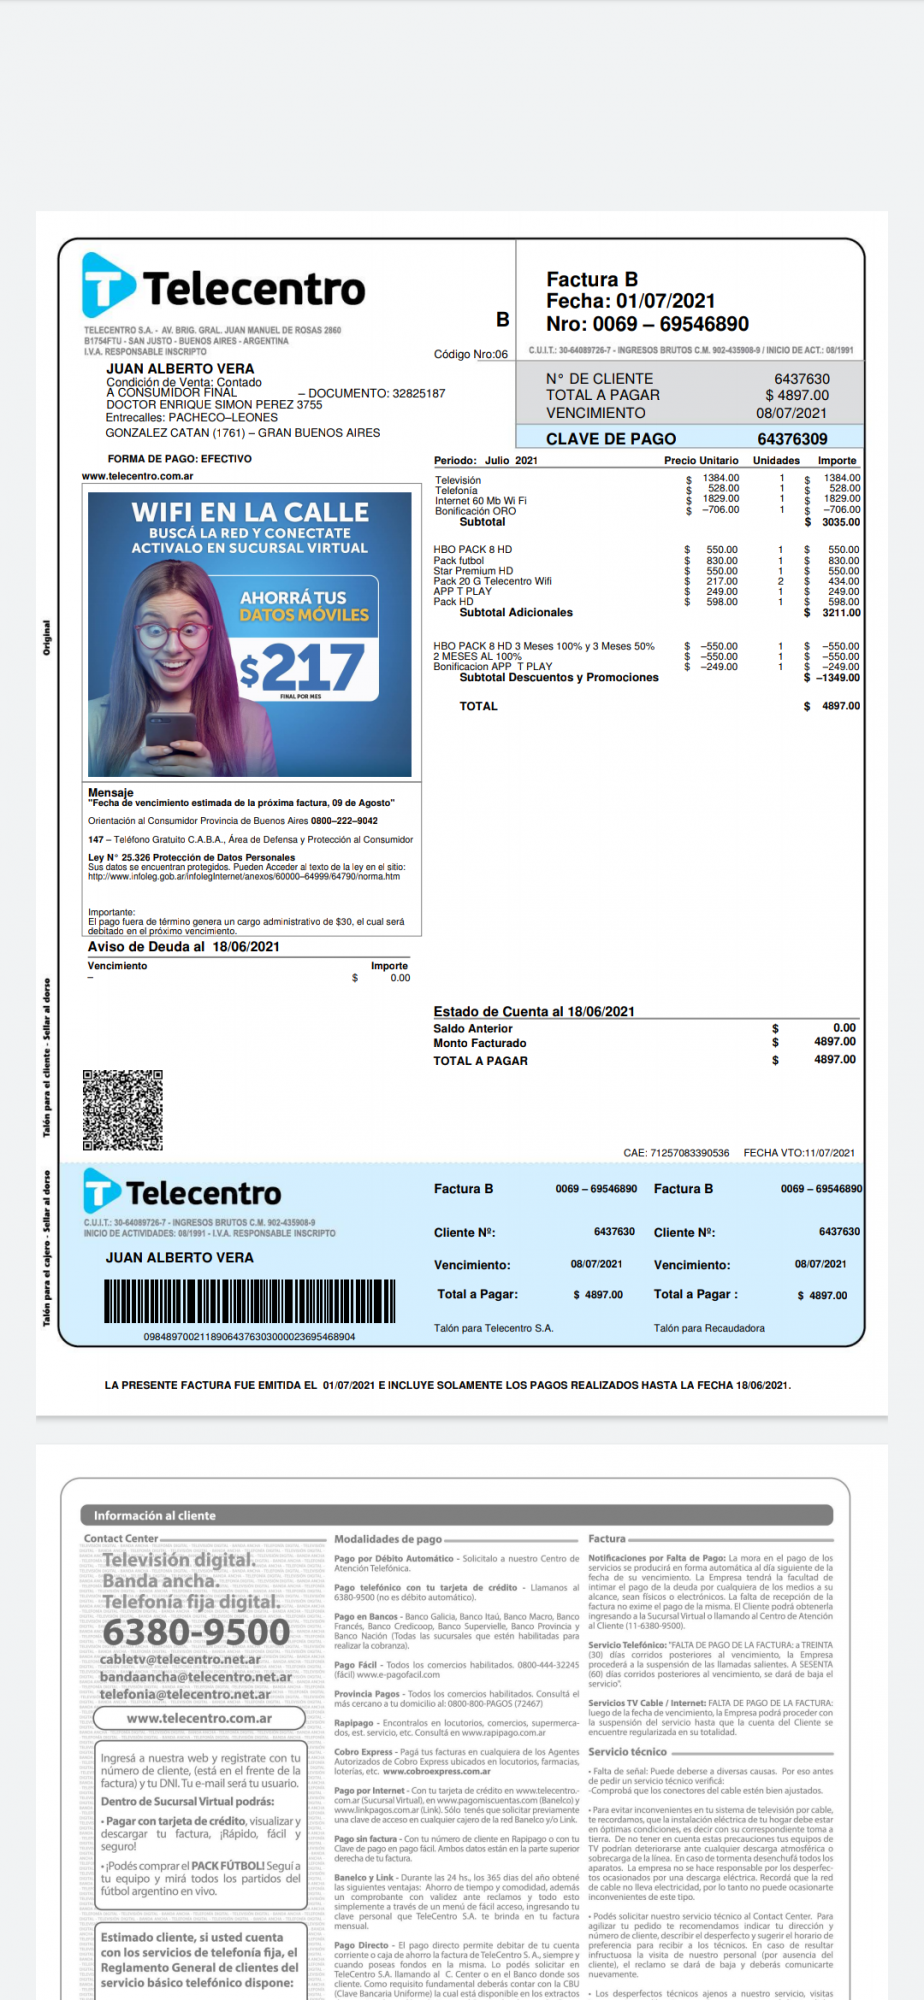 Telecentro
TELECENTRO S.A. - AV. BRIG. GRAL. JUAN MANUEL DE ROSAS 2860
B1754FTU - SAN JUSTO - BUENOS AIRES - ARGENTINA
I.V.A. RESPONSABLE INSCRIPTO
B
Código Nro:06
Factura B
Fecha: 01/07/2021
Nro: 0069 – 69546890
C.U.I.T.: 30-64089726-7 - INGRESOS BRUTOS C.M. 902-435908-9 / INICIO DE ACT.: 08/1991
JUAN ALBERTO VERA
Condición de Venta: Contado
A CONSUMIDOR FINAL – DOCUMENTO: 32825187
DOCTOR ENRIQUE SIMON PEREZ 3755
Entrecalles: PACHECO–LEONES
GONZALEZ CATAN (1761) – GRAN BUENOS AIRES
N° DE CLIENTE 6437630
TOTAL A PAGAR $ 4897.00
VENCIMIENTO 08/07/2021
CLAVE DE PAGO 64376309
FORMA DE PAGO: EFECTIVO
www.telecentro.com.ar
WIFI EN LA CALLE
BUSCÁ LA RED Y CONECTATE
ACTIVALO EN SUCURSAL VIRTUAL
AHORRÁ TUS
DATOS MÓVILES
$217
FINAL POR MES
Periodo: Julio 2021 Precio Unitario Unidades Importe
Televisión $ 1384.00 1 $ 1384.00
Telefonía $ 528.00 1 $ 528.00
Internet 60 Mb Wi Fi $ 1829.00 1 $ 1829.00
Bonificación ORO $ –706.00 1 $ –706.00
Subtotal $ 3035.00
HBO PACK 8 HD $ 550.00 1 $ 550.00
Pack futbol $ 830.00 1 $ 830.00
Star Premium HD $ 550.00 1 $ 550.00
Pack 20 G Telecentro Wifi $ 217.00 2 $ 434.00
APP T PLAY $ 249.00 1 $ 249.00
Pack HD $ 598.00 1 $ 598.00
Subtotal Adicionales $ 3211.00
HBO PACK 8 HD 3 Meses 100% y 3 Meses 50% $ –550.00 1 $ –550.00
2 MESES AL 100% $ –550.00 1 $ –550.00
Bonificacion APP T PLAY $ –249.00 1 $ –249.00
Subtotal Descuentos y Promociones $ –1349.00
TOTAL $ 4897.00
Original
Mensaje
"Fecha de vencimiento estimada de la próxima factura, 09 de Agosto"
Orientación al Consumidor Provincia de Buenos Aires 0800–222–9042
147 – Teléfono Gratuito C.A.B.A., Área de Defensa y Protección al Consumidor
Ley N° 25.326 Protección de Datos Personales
Sus datos se encuentran protegidos. Pueden Acceder al texto de la ley en el sitio:
http://www.infoleg.gob.ar/infolegInternet/anexos/60000–64999/64790/norma.htm
Importante:
El pago fuera de término genera un cargo administrativo de $30, el cual será
debitado en el próximo vencimiento.
Aviso de Deuda al 18/06/2021
Vencimiento Importe
– $ 0.00
Estado de Cuenta al 18/06/2021
Saldo Anterior $ 0.00
Monto Facturado $ 4897.00
TOTAL A PAGAR $ 4897.00
Talón para el cliente - Sellar al dorso
CAE: 71257083390536 FECHA VTO:11/07/2021
Talón para el cajero - Sellar al dorso
Telecentro
C.U.I.T.: 30-64089726-7 - INGRESOS BRUTOS C.M. 902-435908-9
INICIO DE ACTIVIDADES: 08/1991 - I.V.A. RESPONSABLE INSCRIPTO
JUAN ALBERTO VERA
09848970021189064376303000023695468904
Factura B 0069 – 69546890
Cliente Nº: 6437630
Vencimiento: 08/07/2021
Total a Pagar: $ 4897.00
Talón para Telecentro S.A.
Factura B 0069 – 69546890
Cliente Nº: 6437630
Vencimiento: 08/07/2021
Total a Pagar : $ 4897.00
Talón para Recaudadora
LA PRESENTE FACTURA FUE EMITIDA EL 01/07/2021 E INCLUYE SOLAMENTE LOS PAGOS REALIZADOS HASTA LA FECHA 18/06/2021.
Información al cliente
Contact Center
Televisión digital.
Banda ancha.
Telefonía fija digital.
6380-9500
cabletv@telecentro.net.ar
bandaancha@telecentro.net.ar
telefonia@telecentro.net.ar
www.telecentro.com.ar
Ingresá a nuestra web y registrate con tu
número de cliente, (está en el frente de la
factura) y tu DNI. Tu e-mail será tu usuario.
Dentro de Sucursal Virtual podrás:
• Pagar con tarjeta de crédito, visualizar y
descargar tu factura, ¡Rápido, fácil y
seguro!
• ¡Podés comprar el PACK FÚTBOL! Seguí a
tu equipo y mirá todos los partidos del
fútbol argentino en vivo.
Estimado cliente, si usted cuenta
con los servicios de telefonía fija, el
Reglamento General de clientes del
servicio básico telefónico dispone:
Modalidades de pago
Pago por Débito Automático - Solicitalo a nuestro Centro de
Atención Telefónica.
Pago telefónico con tu tarjeta de crédito - Llamanos al
6380-9500 (no es débito automático).
Pago en Bancos - Banco Galicia, Banco Itaú, Banco Macro, Banco
Francés, Banco Credicoop, Banco Supervielle, Banco Provincia y
Banco Nación (Todas las sucursales que estén habilitadas para
realizar la cobranza).
Pago Fácil - Todos los comercios habilitados. 0800-444-32245
(fácil) www.e-pagofacil.com
Provincia Pagos - Todos los comercios habilitados. Consultá el
más cercano a tu domicilio al: 0800-800-PAGOS (72467)
Rapipago - Encontralos en locutorios, comercios, supermerca-
dos, est. servicio, etc. Consultá en www.rapipago.com.ar
Cobro Express - Pagá tus facturas en cualquiera de los Agentes
Autorizados de Cobro Express ubicados en locutorios, farmacias,
loterías, etc. www.cobroexpress.com.ar
Pago por Internet - Con tu tarjeta de crédito en www.telecentro.-
com.ar (Sucursal Virtual), en www.pagomiscuentas.com (Banelco) y
www.linkpagos.com.ar (Link). Sólo tenés que solicitar previamente
una clave de acceso en cualquier cajero de la red Banelco y/o Link.
Pago sin factura - Con tu número de cliente en Rapipago o con tu
Clave de pago en pago fácil. Ambos datos están en la parte superior
derecha de tu factura.
Banelco y Link - Durante las 24 hs, los 365 días del año obtené
las siguientes ventajas: Ahorro de tiempo y comodidad, además
un comprobante con validez ante reclamos y todo esto
simplemente a través de un menú de fácil acceso, ingresando tu
clave personal que TeleCentro S.A. te brinda en tu factura
mensual.
Pago Directo - El pago directo permite debitar de tu cuenta
corriente o caja de ahorro la factura de TeleCentro S. A., siempre y
cuando poseas fondos en la misma. Lo podés solicitar en
TeleCentro S.A. llamando al C. Center o en el Banco donde sos
cliente. Como requisito fundamental deberás contar con la CBU
(Clave Bancaria Uniforme) la cual está disponible en los extractos
Factura
Notificaciones por Falta de Pago: La mora en el pago de los
servicios se producirá en forma automática al día siguiente de la
fecha de su vencimiento. La Empresa tendrá la facultad de
intimar el pago de la deuda por cualquiera de los medios a su
alcance, sean físicos o electrónicos. La falta de recepción de la
factura no exime el pago de la misma. El Cliente podrá obtenerla
ingresando a la Sucursal Virtual o llamando al Centro de Atención
al Cliente (11-6380-9500).
Servicio Telefónico: "FALTA DE PAGO DE LA FACTURA: a TREINTA
(30) días corridos posteriores al vencimiento, la Empresa
procederá a la suspensión de las llamadas salientes. A SESENTA
(60) días corridos posteriores al vencimiento, se dará de baja el
servicio".
Servicios TV Cable / Internet: FALTA DE PAGO DE LA FACTURA:
luego de la fecha de vencimiento, la Empresa podrá proceder con
la suspensión del servicio hasta que la cuenta del Cliente se
encuentre regularizada en su totalidad.
Servicio técnico
• Falta de señal: Puede deberse a diversas causas. Por eso antes
de pedir un servicio técnico verificá:
-Comprobá que los conectores del cable estén bien ajustados.
• Para evitar inconvenientes en tu sistema de televisión por cable,
te recordamos, que la instalación eléctrica de tu hogar debe estar
en óptimas condiciones, es decir con su correspondiente toma a
tierra. De no tener en cuenta estas precauciones tus equipos de
TV podrían deteriorarse ante cualquier descarga atmosférica o
sobrecarga de la línea. En caso de tormenta desenchufá todos los
aparatos. La empresa no se hace responsable por los desperfec-
tos ocasionados por una descarga eléctrica. Recordá que la red
de cable no lleva electricidad, por lo tanto no puede ocasionarte
inconvenientes de este tipo.
• Podés solicitar nuestro servicio técnico al Contact Center. Para
agilizar tu pedido te recomendamos indicar tu dirección y
número de cliente, describir el desperfecto y sugerir el horario de
preferencia para recibir a los técnicos. En caso de resultar
infructuosa la visita de nuestro personal (por ausencia del
cliente), el reclamo se dará de baja y deberás comunicarte
nuevamente.
• Los desperfectos técnicos ajenos a nuestro servicio, visitas